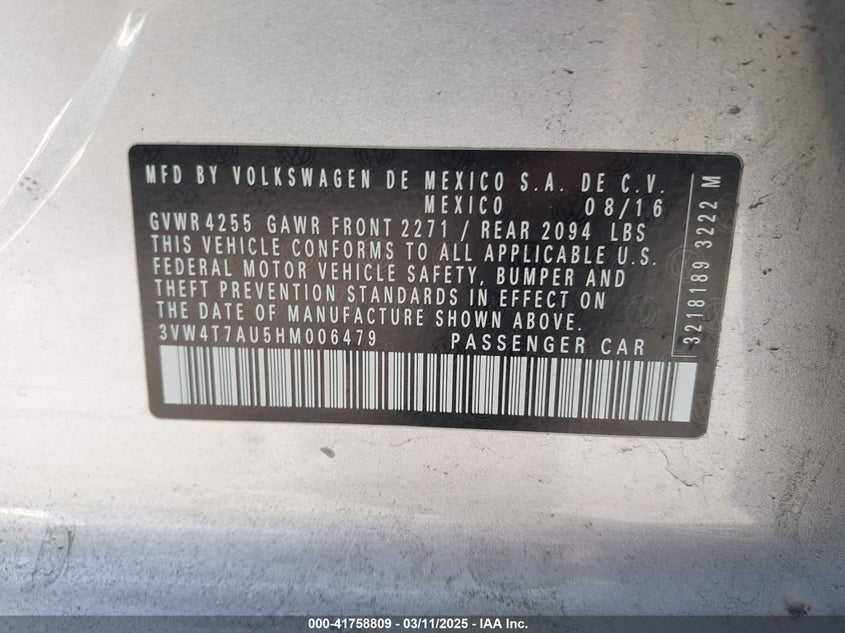 MFD BY VOLKSWAGEN DE MEXICO S.A. DE C.V.
MEXICO 08/16
GVWR 4255 GAWR FRONT 2271 / REAR 2094 LBS
THIS VEHICLE CONFORMS TO ALL APPLICABLE U.S.
FEDERAL MOTOR VEHICLE SAFETY, BUMPER AND
THEFT PREVENTION STANDARDS IN EFFECT ON
THE DATE OF MANUFACTURE SHOWN ABOVE.
3VW4T7AU5HM006479 PASSENGER CAR
3218189 3222 M
000-41758809 - 03/11/2025 - IAA Inc.